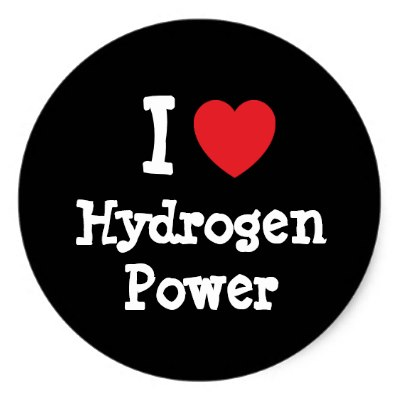 I ❤
Hydrogen
Power